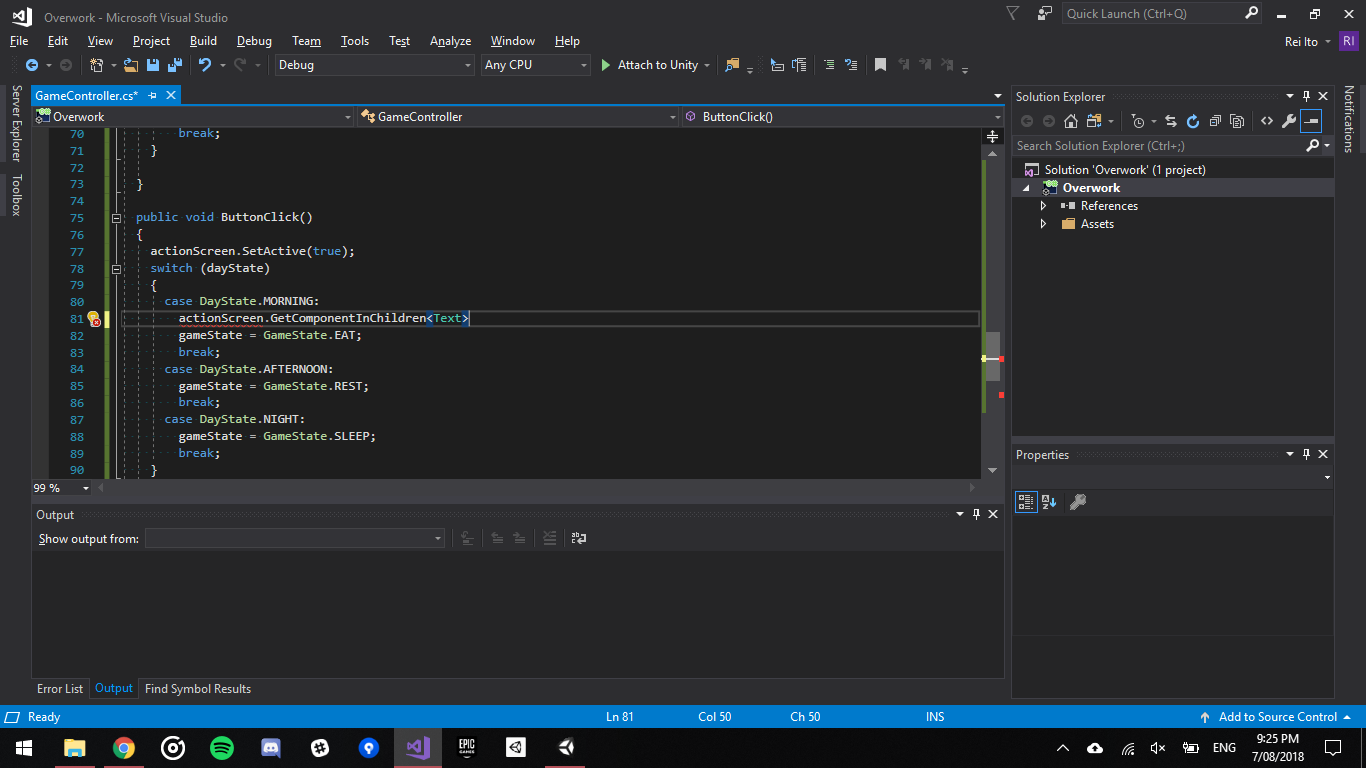 Overwork - Microsoft Visual Studio
Quick Launch (Ctrl+Q)
File Edit View Project Build Debug Team Tools Test Analyze Window Help
Rei Ito RI
Debug Any CPU Attach to Unity
Server Explorer
Toolbox
GameController.cs*
Overwork GameController ButtonClick()
70 break;
71 }
72
73 }
74
75 public void ButtonClick()
76 {
77 actionScreen.SetActive(true);
78 switch (dayState)
79 {
80 case DayState.MORNING:
81 actionScreen.GetComponentInChildren<Text>
82 gameState = GameState.EAT;
83 break;
84 case DayState.AFTERNOON:
85 gameState = GameState.REST;
86 break;
87 case DayState.NIGHT:
88 gameState = GameState.SLEEP;
89 break;
90 }
99 %
Output
Show output from:
Error List Output Find Symbol Results
Solution Explorer
Search Solution Explorer (Ctrl+;)
Solution 'Overwork' (1 project)
Overwork
References
Assets
Properties
Notifications
Ready Ln 81 Col 50 Ch 50 INS Add to Source Control
EPIC GAMES
ENG
9:25 PM
7/08/2018